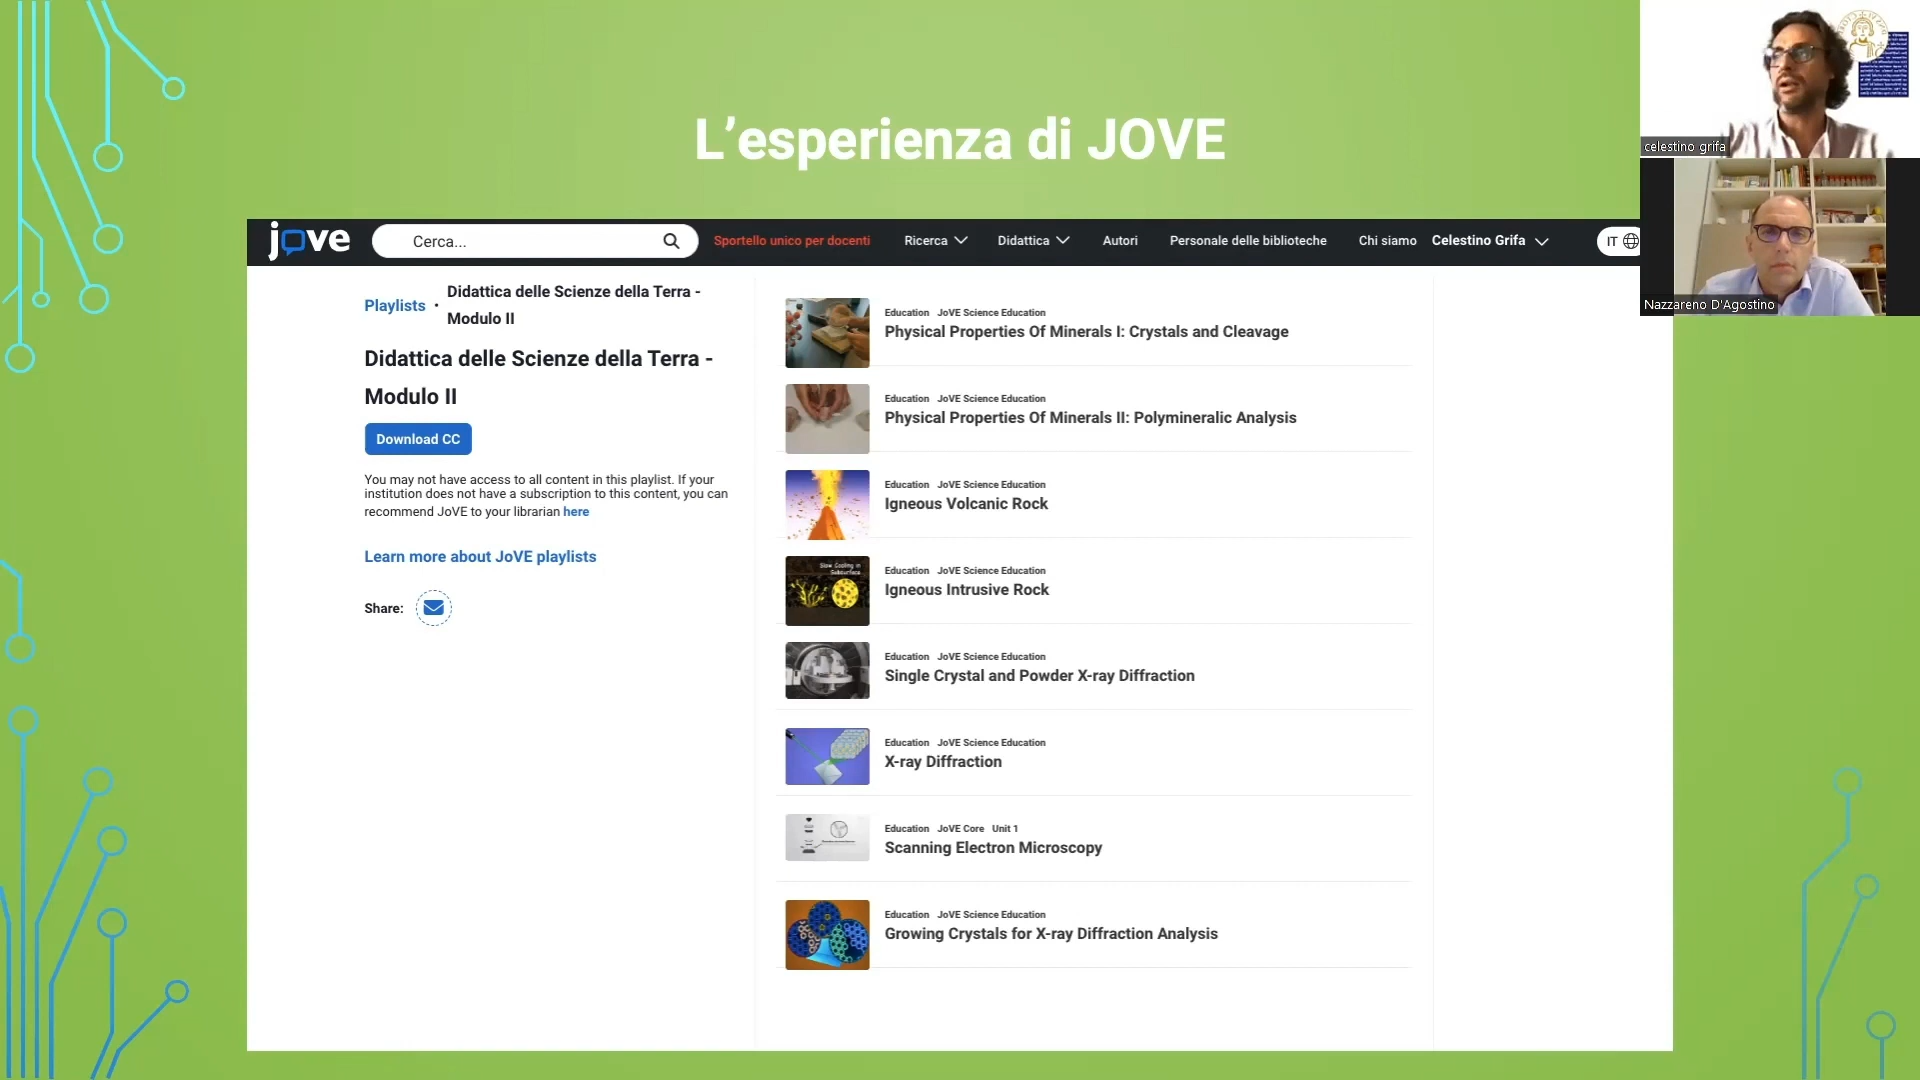 L'esperienza di JOVE
celestino grifa
Nazzareno D'Agostino
jove
Cerca...
Sportello unico per docenti
Ricerca
Didattica
Autori
Personale delle biblioteche
Chi siamo
Celestino Grifa
IT
Playlists · Didattica delle Scienze della Terra -
Modulo II
Didattica delle Scienze della Terra -
Modulo II
Download CC
You may not have access to all content in this playlist. If your
institution does not have a subscription to this content, you can
recommend JoVE to your librarian here
Learn more about JoVE playlists
Share:
Education JoVE Science Education
Physical Properties Of Minerals I: Crystals and Cleavage
Education JoVE Science Education
Physical Properties Of Minerals II: Polymineralic Analysis
Education JoVE Science Education
Igneous Volcanic Rock
Slow Cooling in
Subsurface
Education JoVE Science Education
Igneous Intrusive Rock
Education JoVE Science Education
Single Crystal and Powder X-ray Diffraction
Education JoVE Science Education
X-ray Diffraction
Education JoVE Core Unit 1
Scanning Electron Microscopy
Education JoVE Science Education
Growing Crystals for X-ray Diffraction Analysis